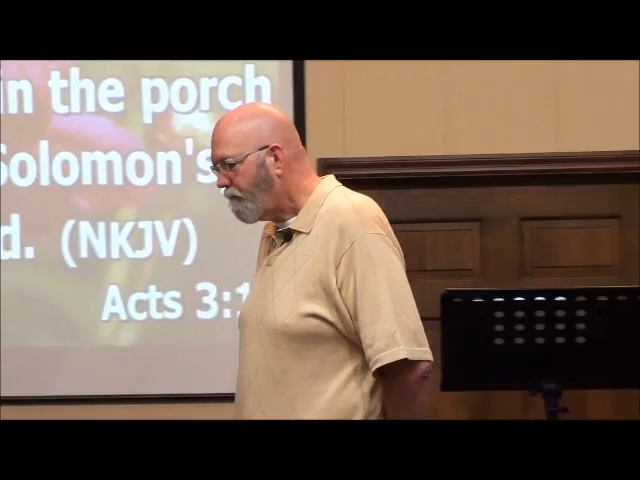 in the porch
Solomon's
d. (NKJV)
Acts 3:1